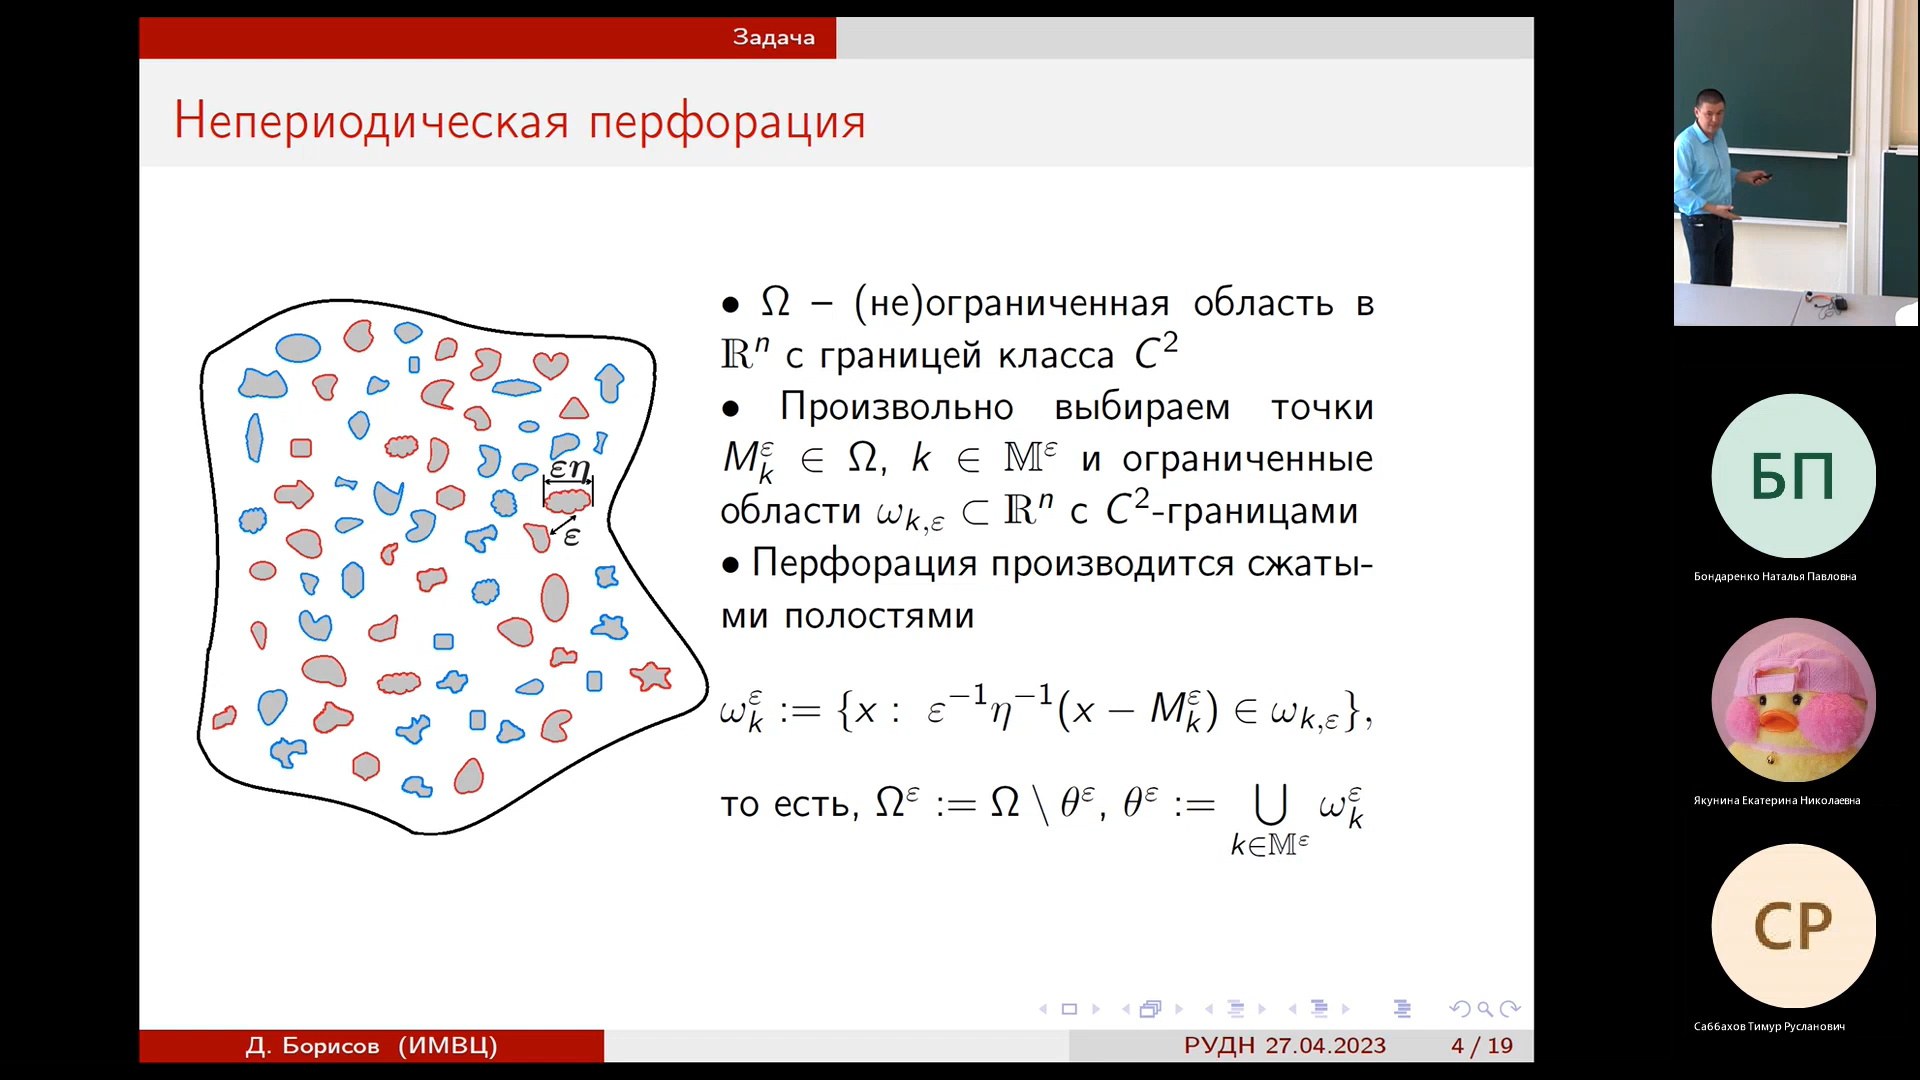 Задача
Непериодическая перфорация
• Ω – (не)ограниченная область в
ℝⁿ с границей класса C²
• Произвольно выбираем точки
M_k^ε ∈ Ω, k ∈ 𝕄^ε и ограниченные
области ω_{k,ε} ⊂ ℝⁿ с C²-границами
• Перфорация производится сжаты-
ми полостями
ω_k^ε := {x : ε⁻¹η⁻¹(x − M_k^ε) ∈ ω_{k,ε}},
то есть, Ω^ε := Ω \ θ^ε, θ^ε := ⋃_{k∈𝕄^ε} ω_k^ε
εη
ε
Д. Борисов (ИМВЦ)
РУДН 27.04.2023
4 / 19
БП
Бондаренко Наталья Павловна
Якунина Екатерина Николаевна
СР
Саббахов Тимур Русланович